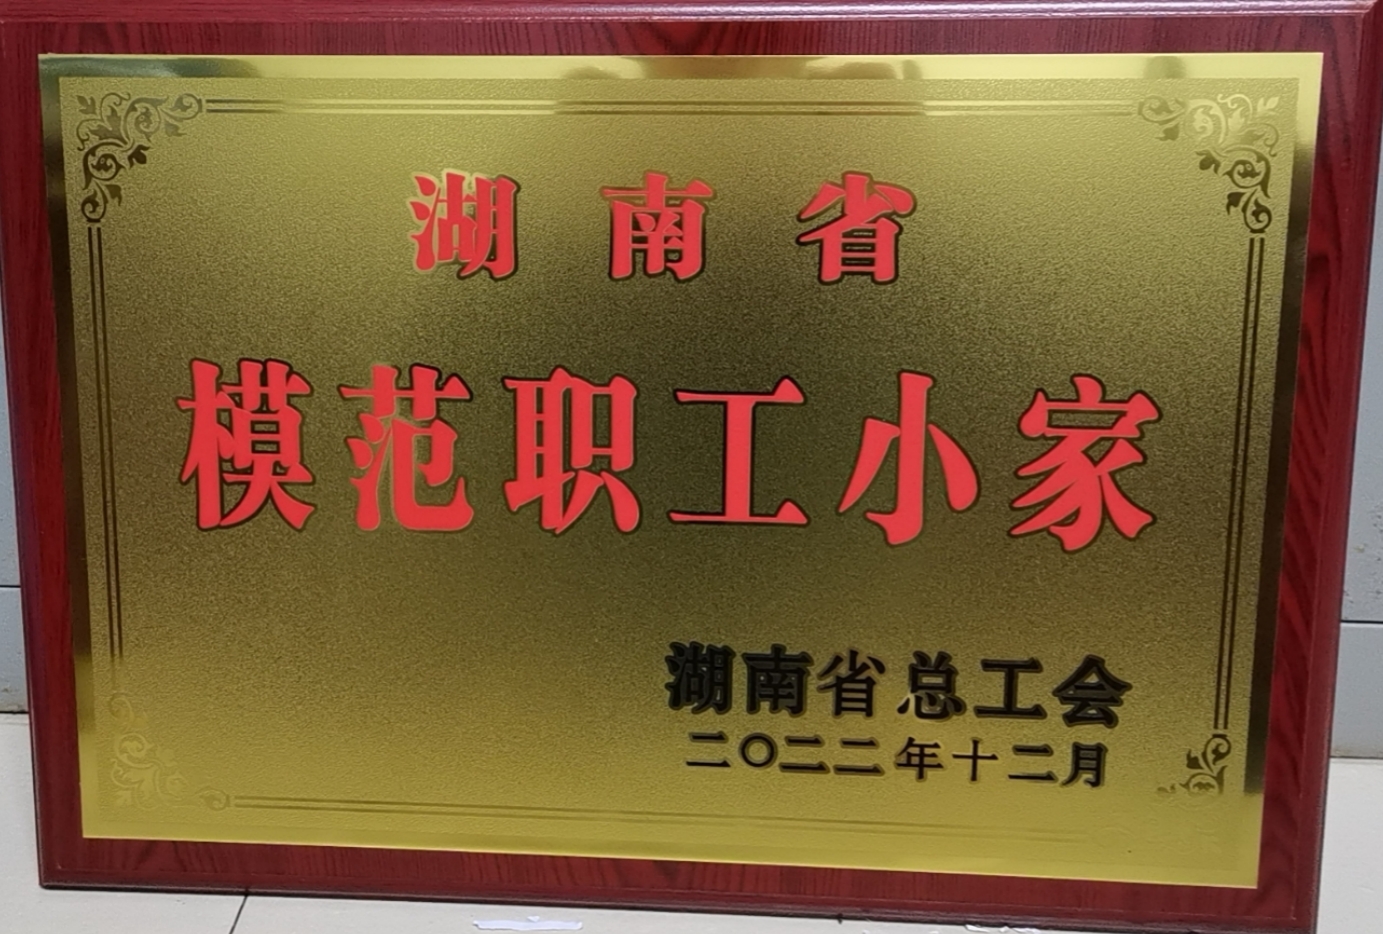 湖南省
模范职工小家
湖南省总工会
二〇二二年十二月